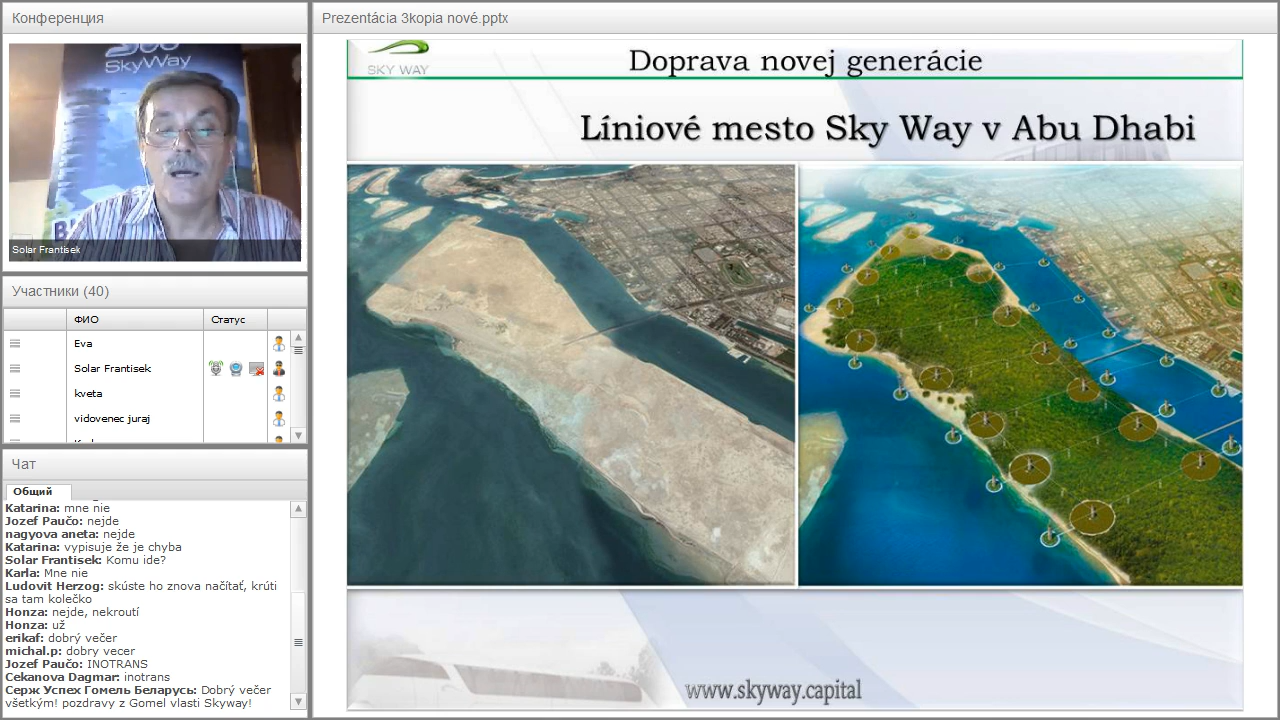 Конференция
SkyWay
Solar Frantisek
Участники (40)
ФИО
Статус
Eva
Solar Frantisek
kveta
vidovenec juraj
Чат
Общий
Katarina: mne nie
Jozef Paučo: nejde
nagyova aneta: nejde
Katarina: vypisuje že je chyba
Solar Frantisek: Komu ide?
Karla: Mne nie
Ludovit Herzog: skúste ho znova načítať, krúti
sa tam kolečko
Honza: nejde, nekroutí
Honza: už
erikaf: dobrý večer
michal.p: dobry vecer
Jozef Paučo: INOTRANS
Cekanova Dagmar: inotrans
Серж Успех Гомель Беларусь: Dobrý večer
všetkým! pozdravy z Gomel vlasti Skyway!
Prezentácia 3kopia nové.pptx
SKY WAY
Doprava novej generácie
Líniové mesto Sky Way v Abu Dhabi
www.skyway.capital